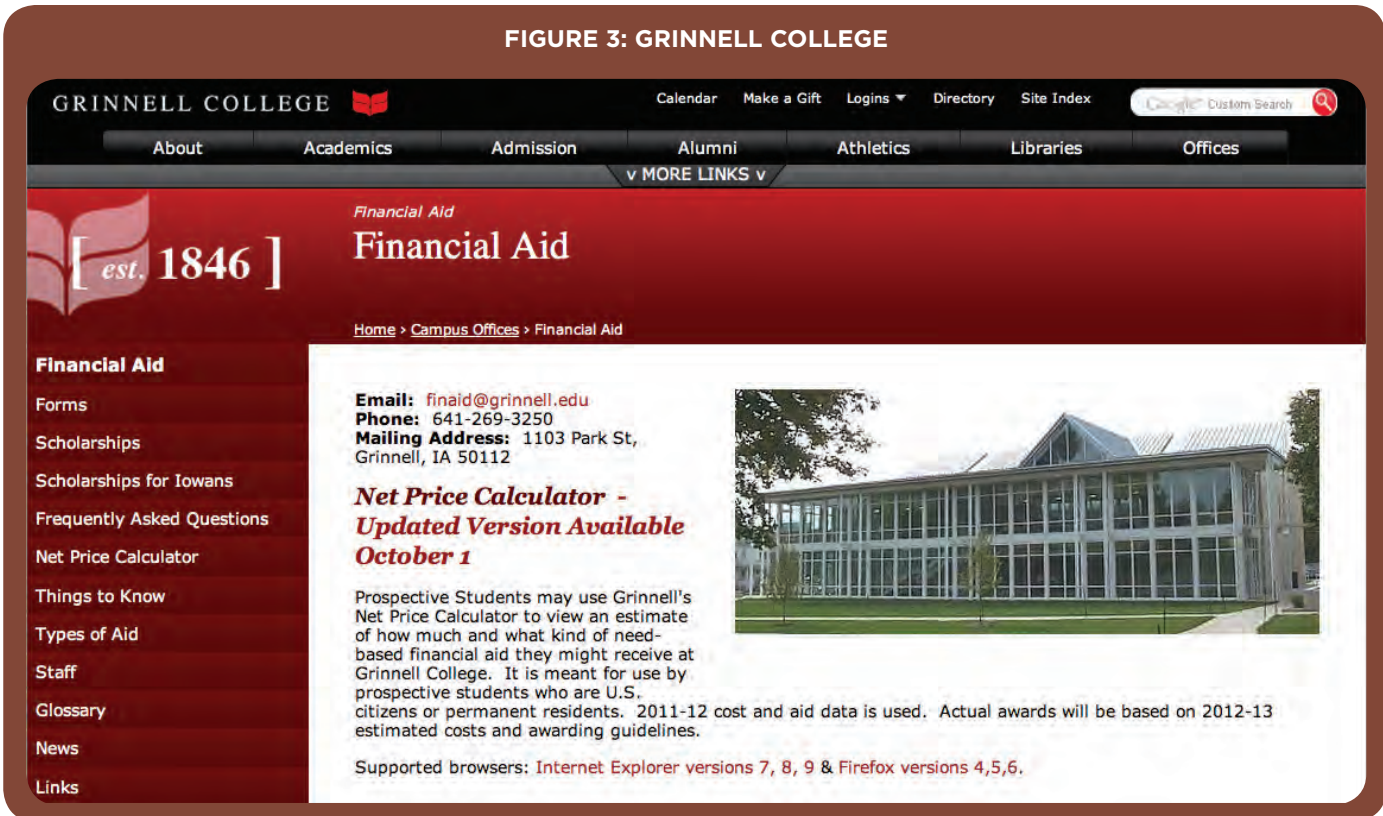 FIGURE 3: GRINNELL COLLEGE
GRINNELL COLLEGE
Calendar Make a Gift Logins Directory Site Index Google Custom Search
About Academics Admission Alumni Athletics Libraries Offices
v MORE LINKS v
[ est. 1846 ]
Financial Aid
Financial Aid
Home › Campus Offices › Financial Aid
Financial Aid
Forms
Scholarships
Scholarships for Iowans
Frequently Asked Questions
Net Price Calculator
Things to Know
Types of Aid
Staff
Glossary
News
Links
Email: finaid@grinnell.edu
Phone: 641-269-3250
Mailing Address: 1103 Park St,
Grinnell, IA 50112
Net Price Calculator -
Updated Version Available
October 1
Prospective Students may use Grinnell's
Net Price Calculator to view an estimate
of how much and what kind of need-
based financial aid they might receive at
Grinnell College. It is meant for use by
prospective students who are U.S.
citizens or permanent residents. 2011-12 cost and aid data is used. Actual awards will be based on 2012-13
estimated costs and awarding guidelines.
Supported browsers: Internet Explorer versions 7, 8, 9 & Firefox versions 4,5,6.